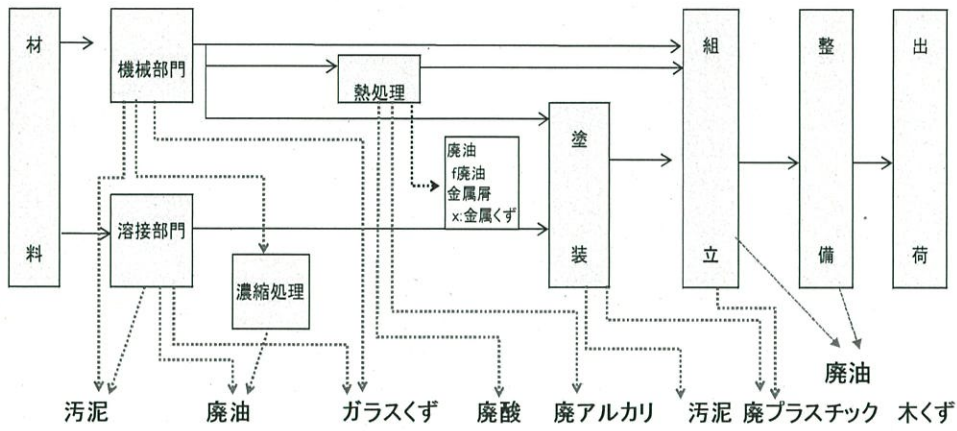 材料
機械部門
熱処理
組立
整備
出荷
塗装
廃油
f廃油
金属屑
x:金属くず
溶接部門
濃縮処理
廃油
汚泥
廃油
ガラスくず
廃酸
廃アルカリ
汚泥
廃プラスチック
木くず